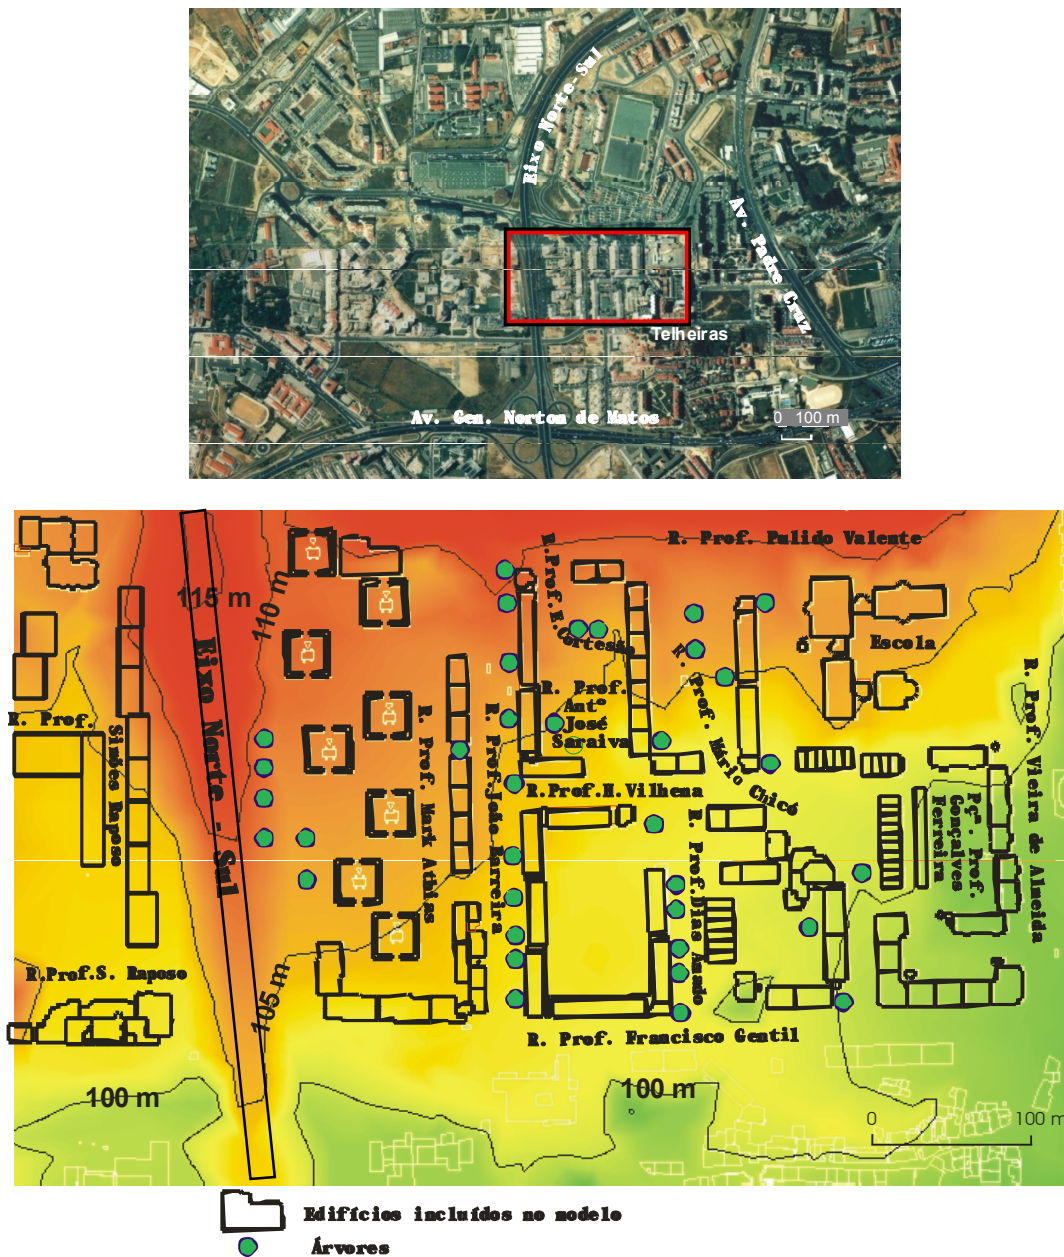 Eixo Norte-Sul
Av. Padre Cruz
Telheiras
Av. Gen. Norton de Matos
0 100 m
R. Prof. Pulido Valente
115 m
110 m
R.Prof.E.
Cortesão
Escola
Eixo Norte - Sul
R. Prof.
Antº
José
Saraiva
R. Prof. Mário Chicó
R. Prof. Vieira de Almeida
R. Prof.
Simões Raposo
R. Prof. Mark Athias
R. Prof.João Barreira
R.Prof.H.Vilhena
R. Prof.Dias Amado
Pçª. Prof.
Gonçalves
Ferreira
R.Prof.S. Raposo
105 m
R. Prof. Francisco Gentil
100 m
100 m
0 100 m
Edifícios incluídos no modelo
Árvores